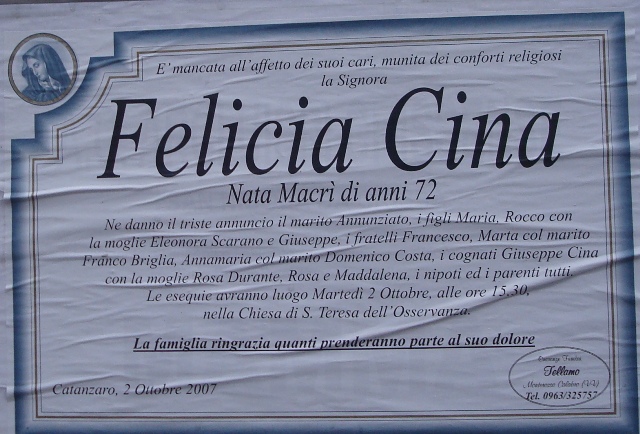 E' mancata all'affetto dei suoi cari, munita dei conforti religiosi
la Signora
Felicia Cina
Nata Macrì di anni 72
Ne danno il triste annuncio il marito Annunziato, i figli Maria, Rocco con
la moglie Eleonora Scarano e Giuseppe, i fratelli Francesco, Marta col marito
Franco Briglia, Annamaria col marito Domenico Costa, i cognati Giuseppe Cina
con la moglie Rosa Durante, Rosa e Maddalena, i nipoti ed i parenti tutti.
Le esequie avranno luogo Martedì 2 Ottobre, alle ore 15,30,
nella Chiesa di S. Teresa dell'Osservanza.
La famiglia ringrazia quanti prenderanno parte al suo dolore
Catanzaro, 2 Ottobre 2007
Tellamo
(VV)
Tel. 0963/325757